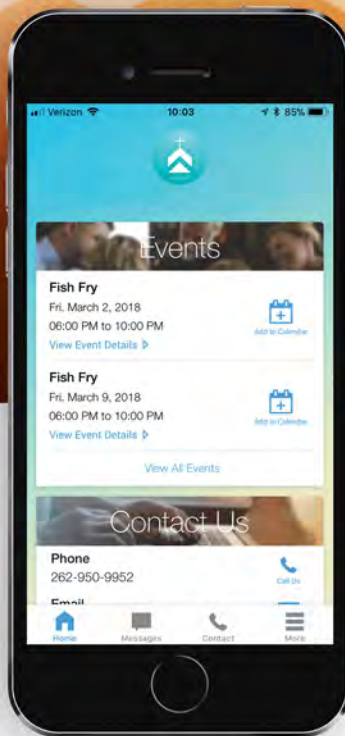 Verizon 10:03 85%
Events
Fish Fry
Fri. March 2, 2018
06:00 PM to 10:00 PM
Add to Calendar
View Event Details
Fish Fry
Fri. March 9, 2018
06:00 PM to 10:00 PM
Add to Calendar
View Event Details
View All Events
Contact Us
Phone
262-950-9952
Call Us
Email
Home Messages Contact More